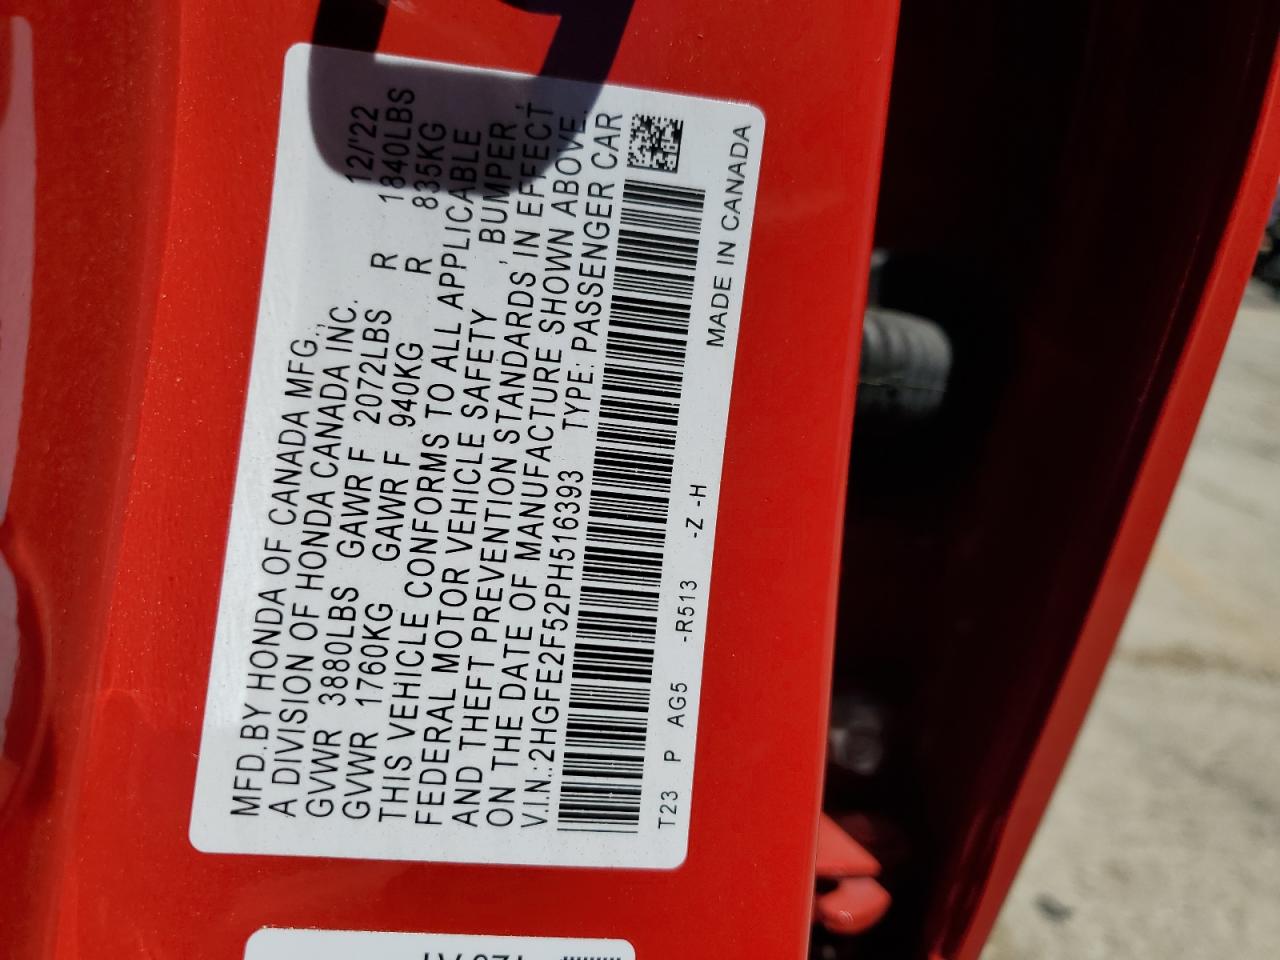 MFD.BY HONDA OF CANADA MFG.,
A DIVISION OF HONDA CANADA INC. 12/'22
GVWR 3880LBS GAWR F 2072LBS R 1840LBS
GVWR 1760KG GAWR F 940KG R 835KG
THIS VEHICLE CONFORMS TO ALL APPLICABLE
FEDERAL MOTOR VEHICLE SAFETY , BUMPER ,
AND THEFT PREVENTION STANDARDS IN EFFECT
ON THE DATE OF MANUFACTURE SHOWN ABOVE.
V.I.N.:2HGFE2F52PH516393 TYPE: PASSENGER CAR
T23 P AG5 -R513 -Z -H MADE IN CANADA